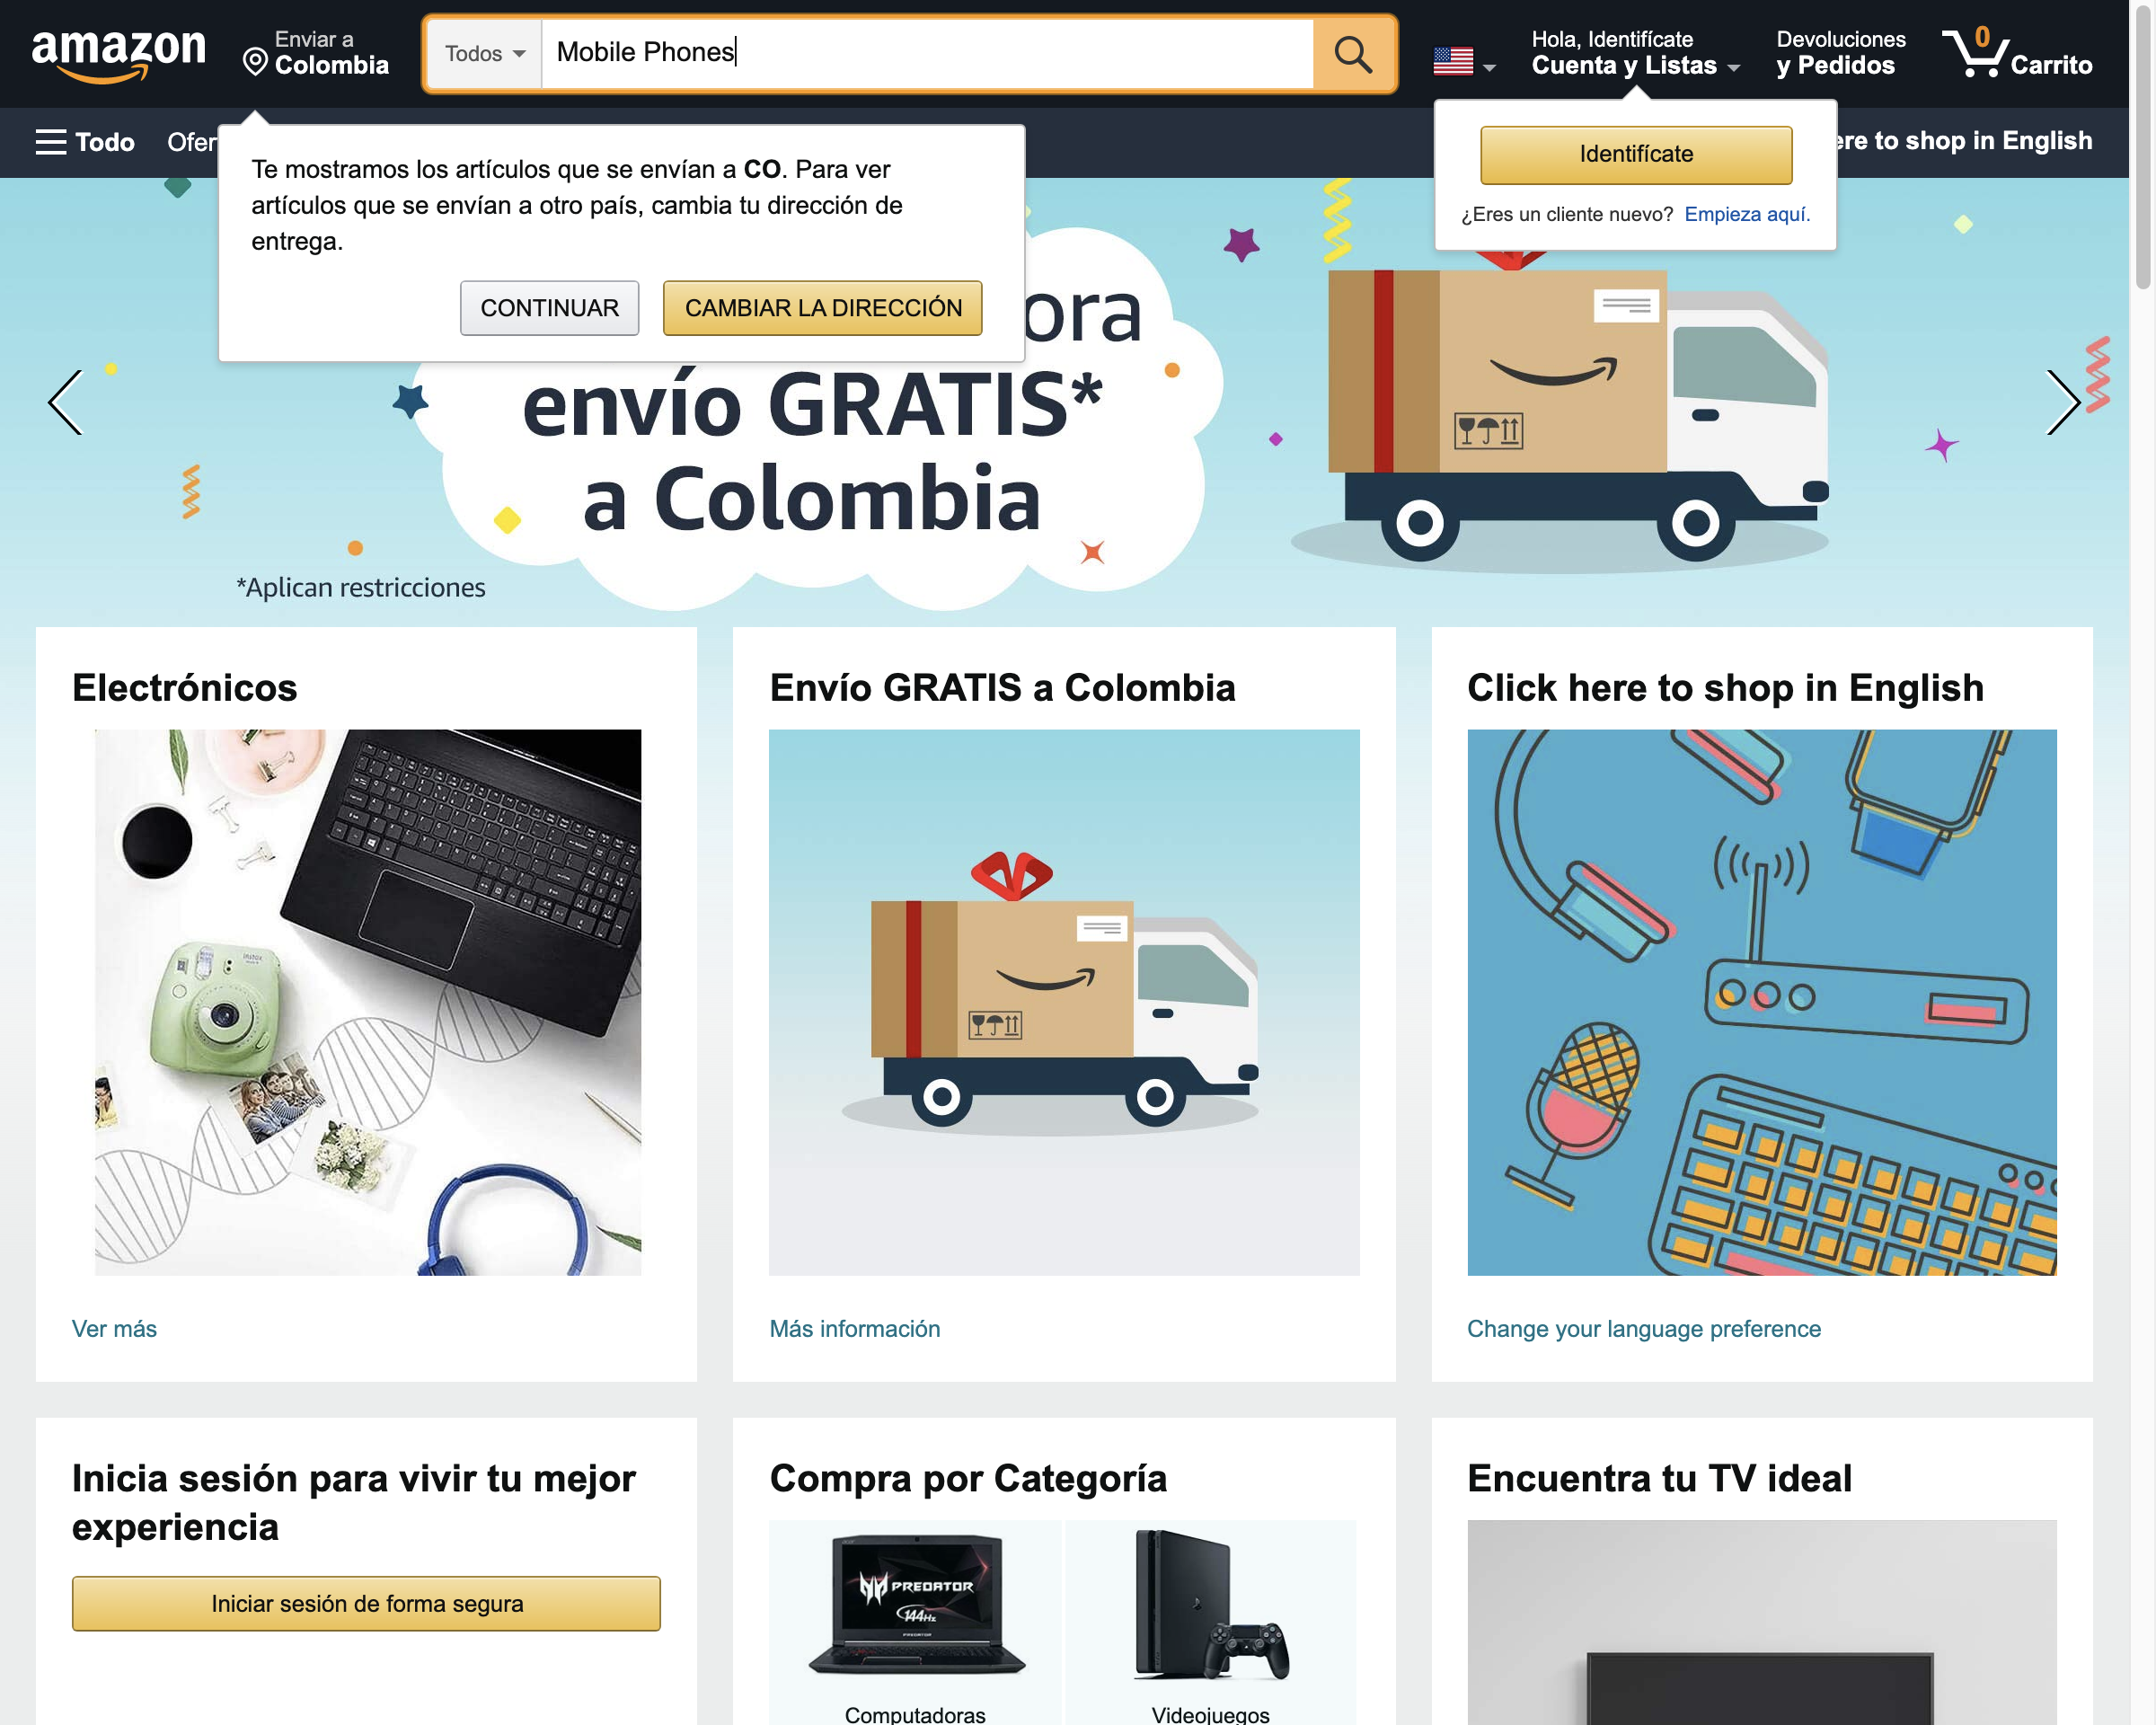 amazon
Enviar a
Colombia
Todos
Mobile Phones
Hola, Identifícate
Cuenta y Listas
Devoluciones
y Pedidos
0
Carrito
Todo
Ofer
ere to shop in English
Te mostramos los artículos que se envían a CO. Para ver
artículos que se envían a otro país, cambia tu dirección de
entrega.
CONTINUAR
CAMBIAR LA DIRECCIÓN
Identifícate
¿Eres un cliente nuevo? Empieza aquí.
ora
envío GRATIS*
a Colombia
*Aplican restricciones
Electrónicos
Ver más
Envío GRATIS a Colombia
Más información
Click here to shop in English
Change your language preference
Inicia sesión para vivir tu mejor
experiencia
Iniciar sesión de forma segura
Compra por Categoría
PREDATOR
144Hz
PREDATOR
Computadoras
Videojuegos
Encuentra tu TV ideal